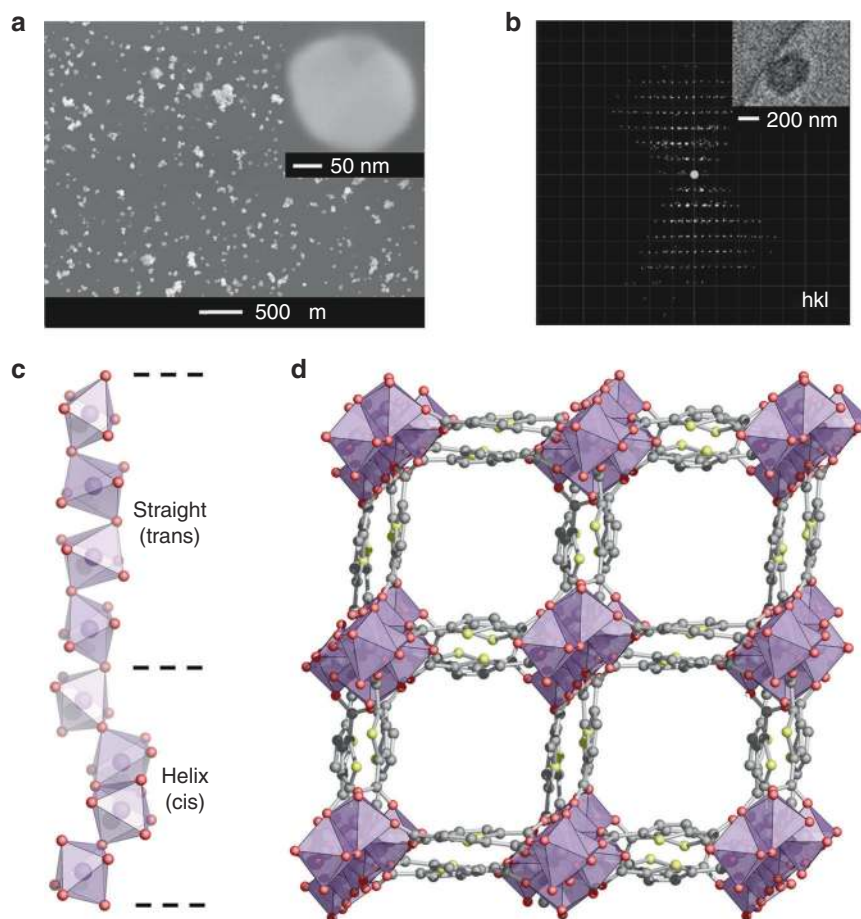 a
50 nm
500 m
b
200 nm
hkl
c
Straight
(trans)
Helix
(cis)
d